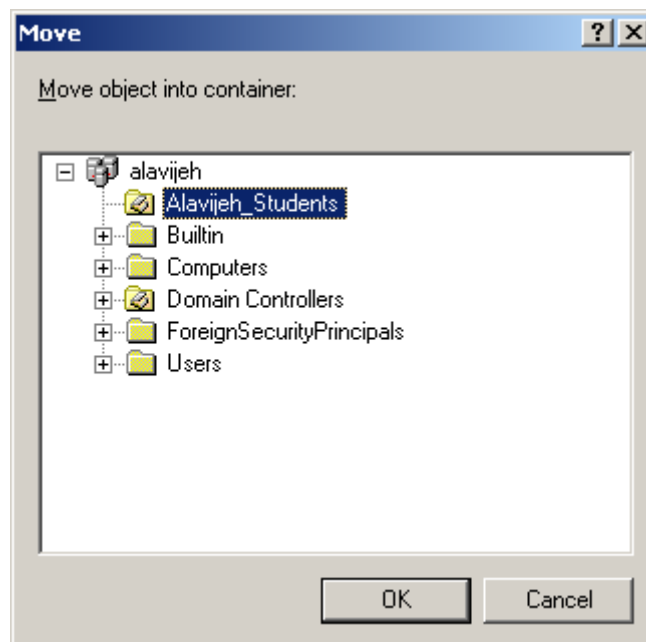 Move
Move object into container:
alavijeh
Alavijeh_Students
Builtin
Computers
Domain Controllers
ForeignSecurityPrincipals
Users
OK Cancel